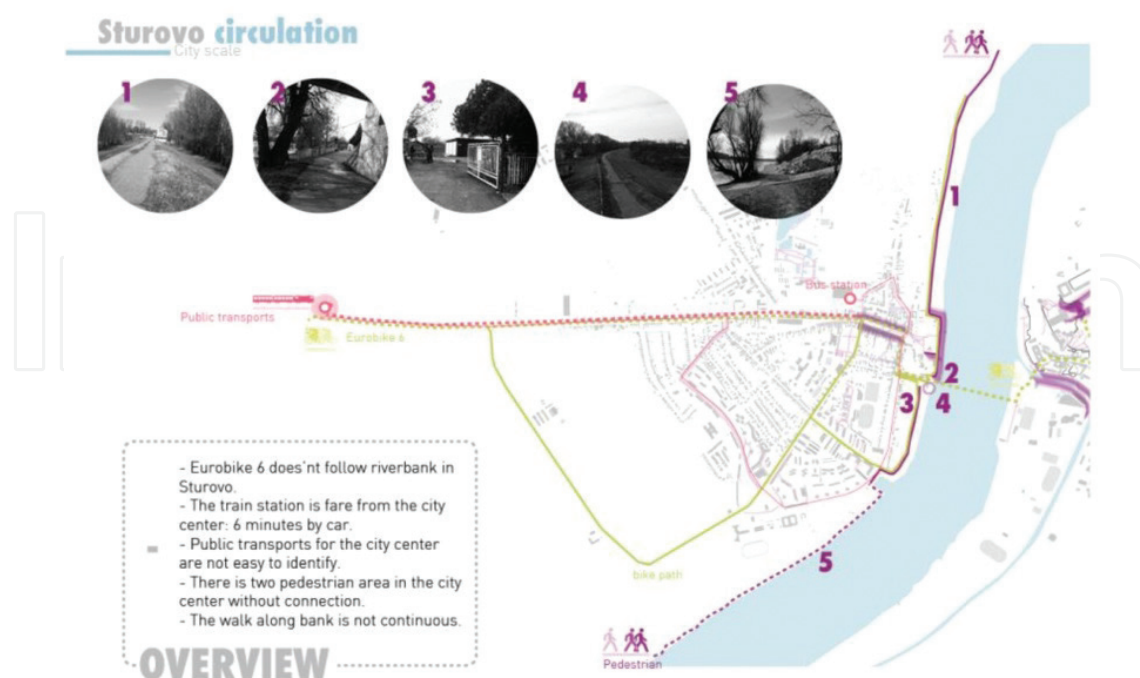 Sturovo circulation
City scale
1
2
3
4
5
1
Bus station
Public transports
Eurobike 6
2
3
4
5
bike path
Pedestrian
- Eurobike 6 does'nt follow riverbank in
Sturovo.
- The train station is fare from the city
center: 6 minutes by car.
- Public transports for the city center
are not easy to identify.
- There is two pedestrian area in the city
center without connection.
- The walk along bank is not continuous.
OVERVIEW